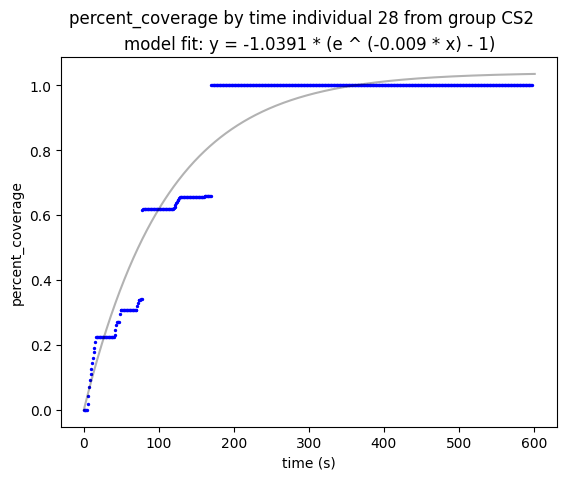 percent_coverage by time individual 28 from group CS2
model fit: y = -1.0391 * (e ^ (-0.009 * x) - 1)
1.0
0.8
0.6
0.4
0.2
0.0
percent_coverage
0 100 200 300 400 500 600
time (s)